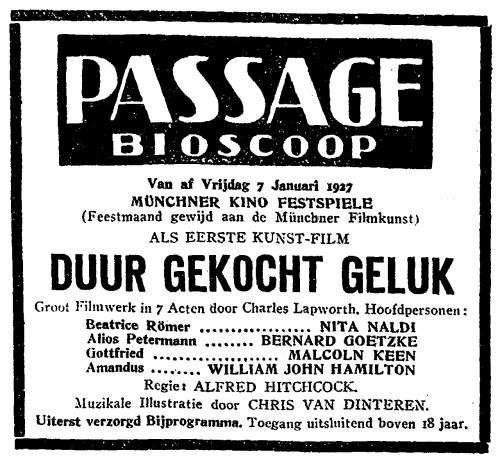 PASSAGE
BIOSCOOP
Van af Vrijdag 7 Januari 1927
MÜNCHNER KINO FESTSPIELE
(Feestmaand gewijd aan de Münchner Filmkunst)
ALS EERSTE KUNST-FILM
DUUR GEKOCHT GELUK
Groot Filmwerk in 7 Acten door Charles Lapworth. Hoofdpersonen:
Beatrice Römer .................. NITA NALDI
Alios Petermann ........ BERNARD GOETZKE
Gottfried .................... MALCOLN KEEN
Amandus ........ WILLIAM JOHN HAMILTON
Regie: ALFRED HITCHCOCK.
Muzikale Illustratie door CHRIS VAN DINTEREN.
Uiterst verzorgd Bijprogramma. Toegang uitsluitend boven 18 jaar.